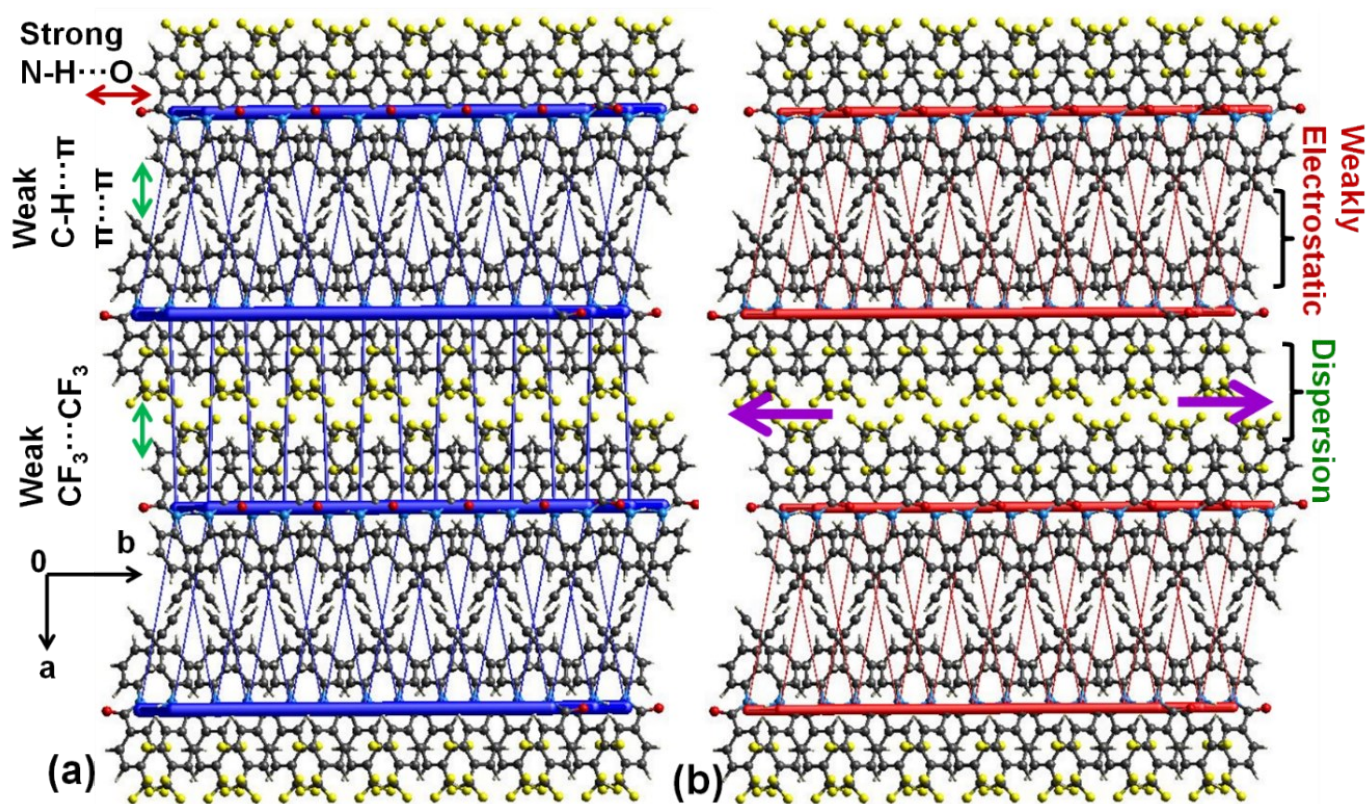 Strong
N-H···O
Weak
C-H···π
π···π
Weak
CF₃···CF₃
0
b
a
(a)
(b)
Weakly
Electrostatic
Dispersion